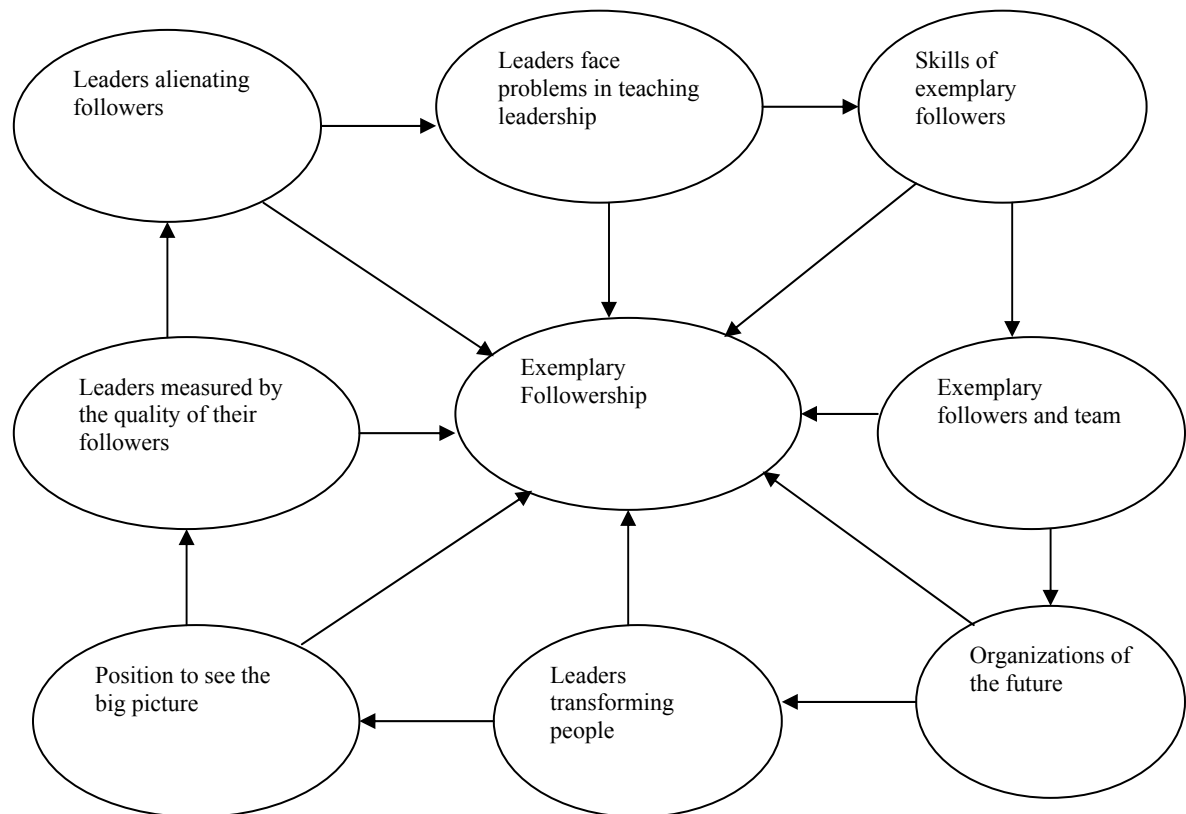 Leaders alienating
followers
Leaders face
problems in teaching
leadership
Skills of
exemplary
followers
Leaders measured by
the quality of their
followers
Exemplary
Followership
Exemplary
followers and team
Position to see the
big picture
Leaders
transforming
people
Organizations of
the future